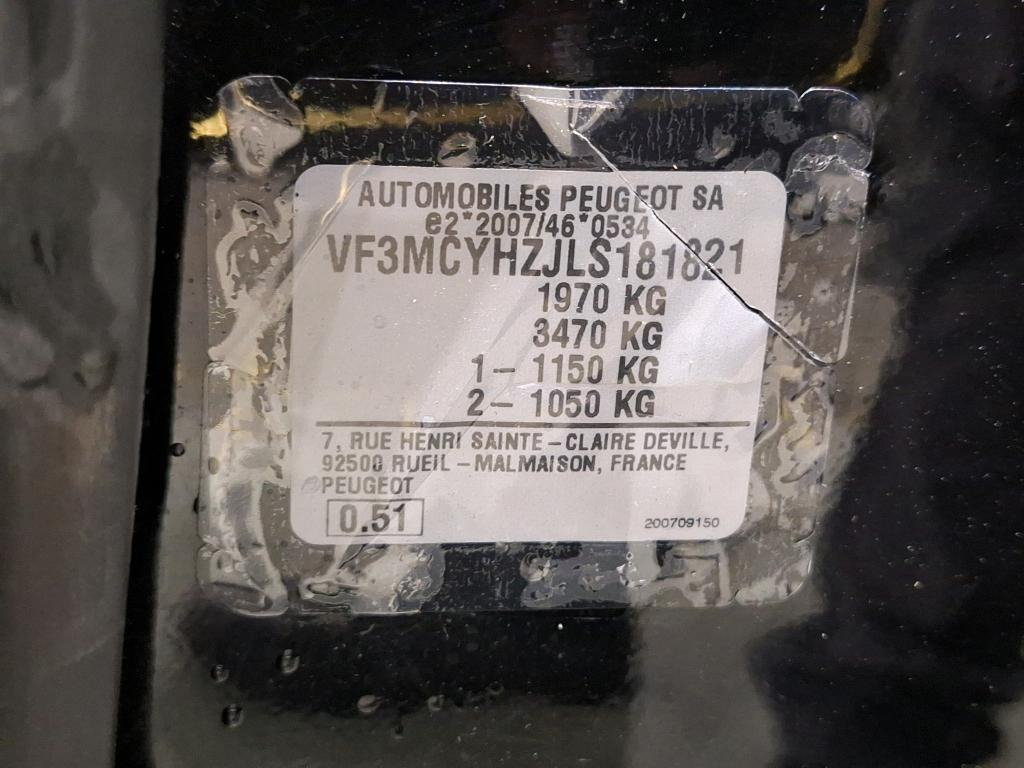 AUTOMOBILES PEUGEOT SA
e2*2007/46*0534
VF3MCYHZJLS181821
1970 KG
3470 KG
1 – 1150 KG
2 – 1050 KG
7, RUE HENRI SAINTE – CLAIRE DEVILLE,
92500 RUEIL – MALMAISON, FRANCE
PEUGEOT
0.51
200709150